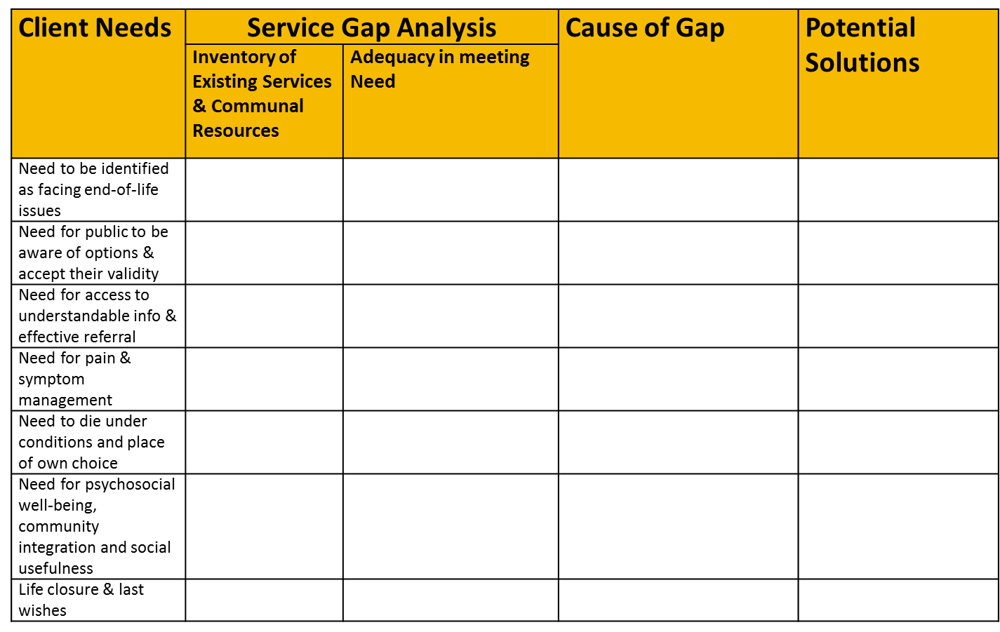 Client Needs
Service Gap Analysis
Cause of Gap
Potential
Solutions
Inventory of
Existing Services
& Communal
Resources
Adequacy in meeting
Need
Need to be identified
as facing end-of-life
issues
Need for public to be
aware of options &
accept their validity
Need for access to
understandable info &
effective referral
Need for pain &
symptom
management
Need to die under
conditions and place
of own choice
Need for psychosocial
well-being,
community
integration and social
usefulness
Life closure & last
wishes